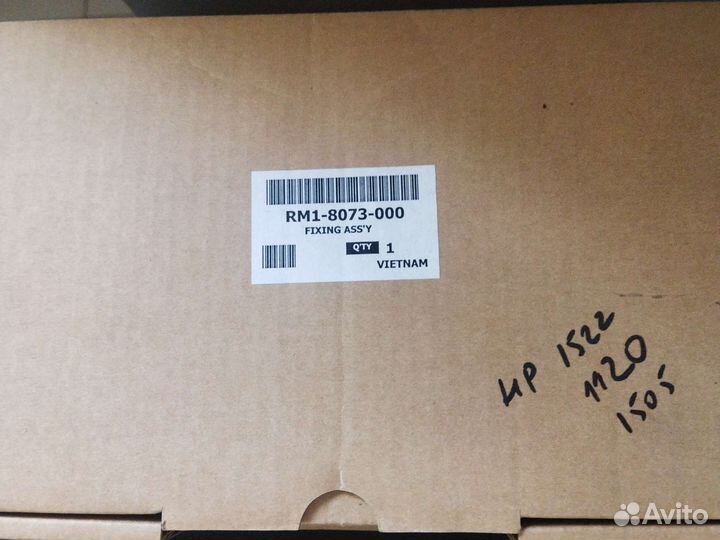 RM1-8073-000
FIXING ASS'Y
Q'TY 1
VIETNAM
HP 1522
1120
1505
Avito